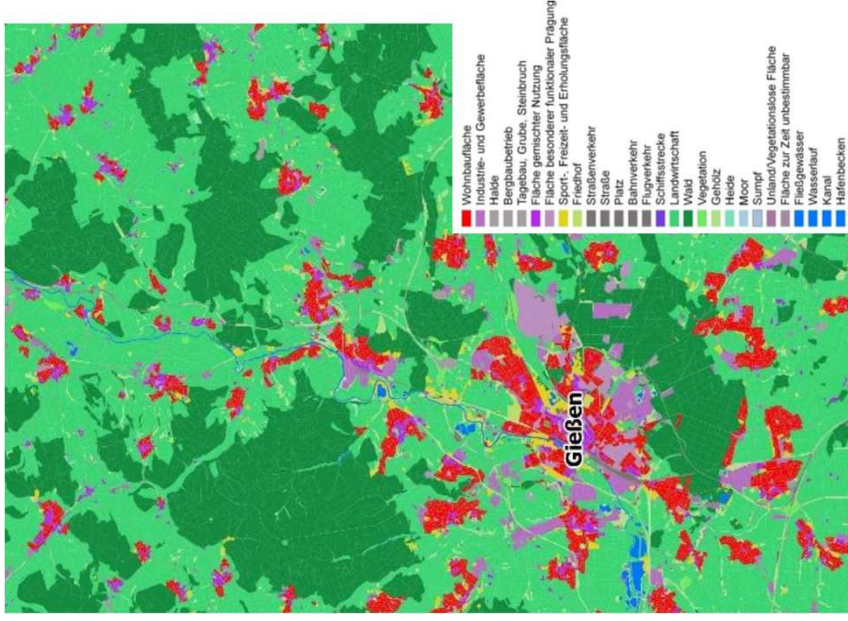 Wohnbaufläche
Industrie- und Gewerbefläche
Halde
Bergbaubetrieb
Tagebau, Grube, Steinbruch
Fläche gemischter Nutzung
Fläche besonderer funktionaler Prägung
Sport-, Freizeit- und Erholungsfläche
Friedhof
Straßenverkehr
Straße
Platz
Bahnverkehr
Flugverkehr
Schiffsstrecke
Landwirtschaft
Wald
Vegetation
Gehölz
Heide
Moor
Sumpf
Unland/Vegetationslose Fläche
Fläche zur Zeit unbestimmbar
Fließgewässer
Wasserlauf
Kanal
Hafenbecken
Gießen